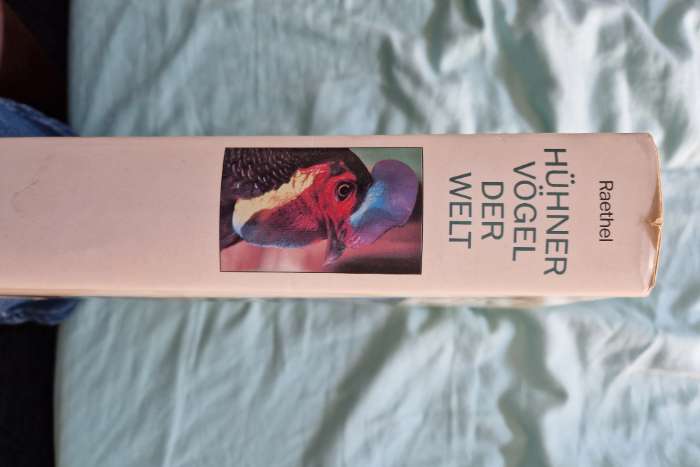 Raethel
HÜHNER
VÖGEL
DER
WELT